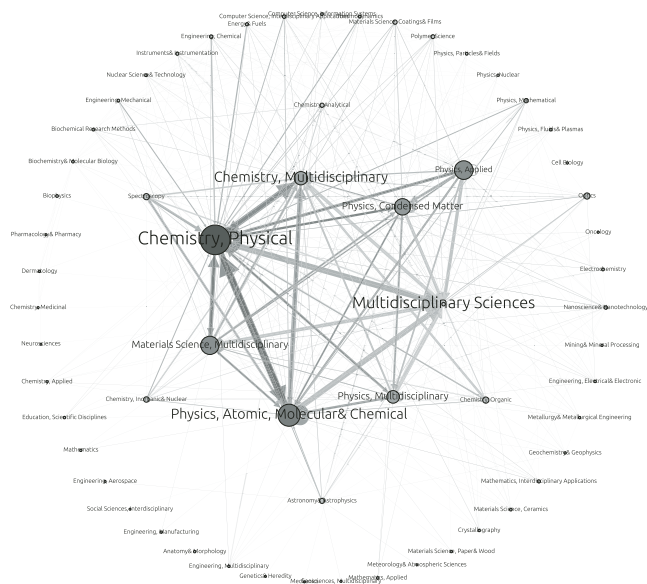 Computer Science, Information Systems
Computer Science, Interdisciplinary Applications
Thermodynamics
Energy& Fuels
Materials Science, Coatings& Films
Engineering, Chemical
Polymer Science
Instruments& Instrumentation
Physics, Particles& Fields
Nuclear Science& Technology
Physics, Nuclear
Engineering, Mechanical
Chemistry, Analytical
Physics, Mathematical
Biochemical Research Methods
Physics, Fluids& Plasmas
Biochemistry& Molecular Biology
Cell Biology
Chemistry, Multidisciplinary
Physics, Applied
Biophysics
Spectroscopy
Physics, Condensed Matter
Optics
Pharmacology& Pharmacy
Chemistry, Physical
Oncology
Dermatology
Electrochemistry
Chemistry, Medicinal
Multidisciplinary Sciences
Nanoscience& Nanotechnology
Neurosciences
Materials Science, Multidisciplinary
Mining& Mineral Processing
Chemistry, Applied
Engineering, Electrical& Electronic
Chemistry, Inorganic& Nuclear
Physics, Multidisciplinary
Chemistry, Organic
Education, Scientific Disciplines
Physics, Atomic, Molecular& Chemical
Metallurgy& Metallurgical Engineering
Mathematics
Geochemistry& Geophysics
Engineering, Aerospace
Mathematics, Interdisciplinary Applications
Astronomy& Astrophysics
Social Sciences, Interdisciplinary
Materials Science, Ceramics
Engineering, Manufacturing
Crystallography
Anatomy& Morphology
Materials Science, Paper& Wood
Engineering, Multidisciplinary
Meteorology& Atmospheric Sciences
Genetics& Heredity
Mathematics, Applied
Sciences, Multidisciplinary